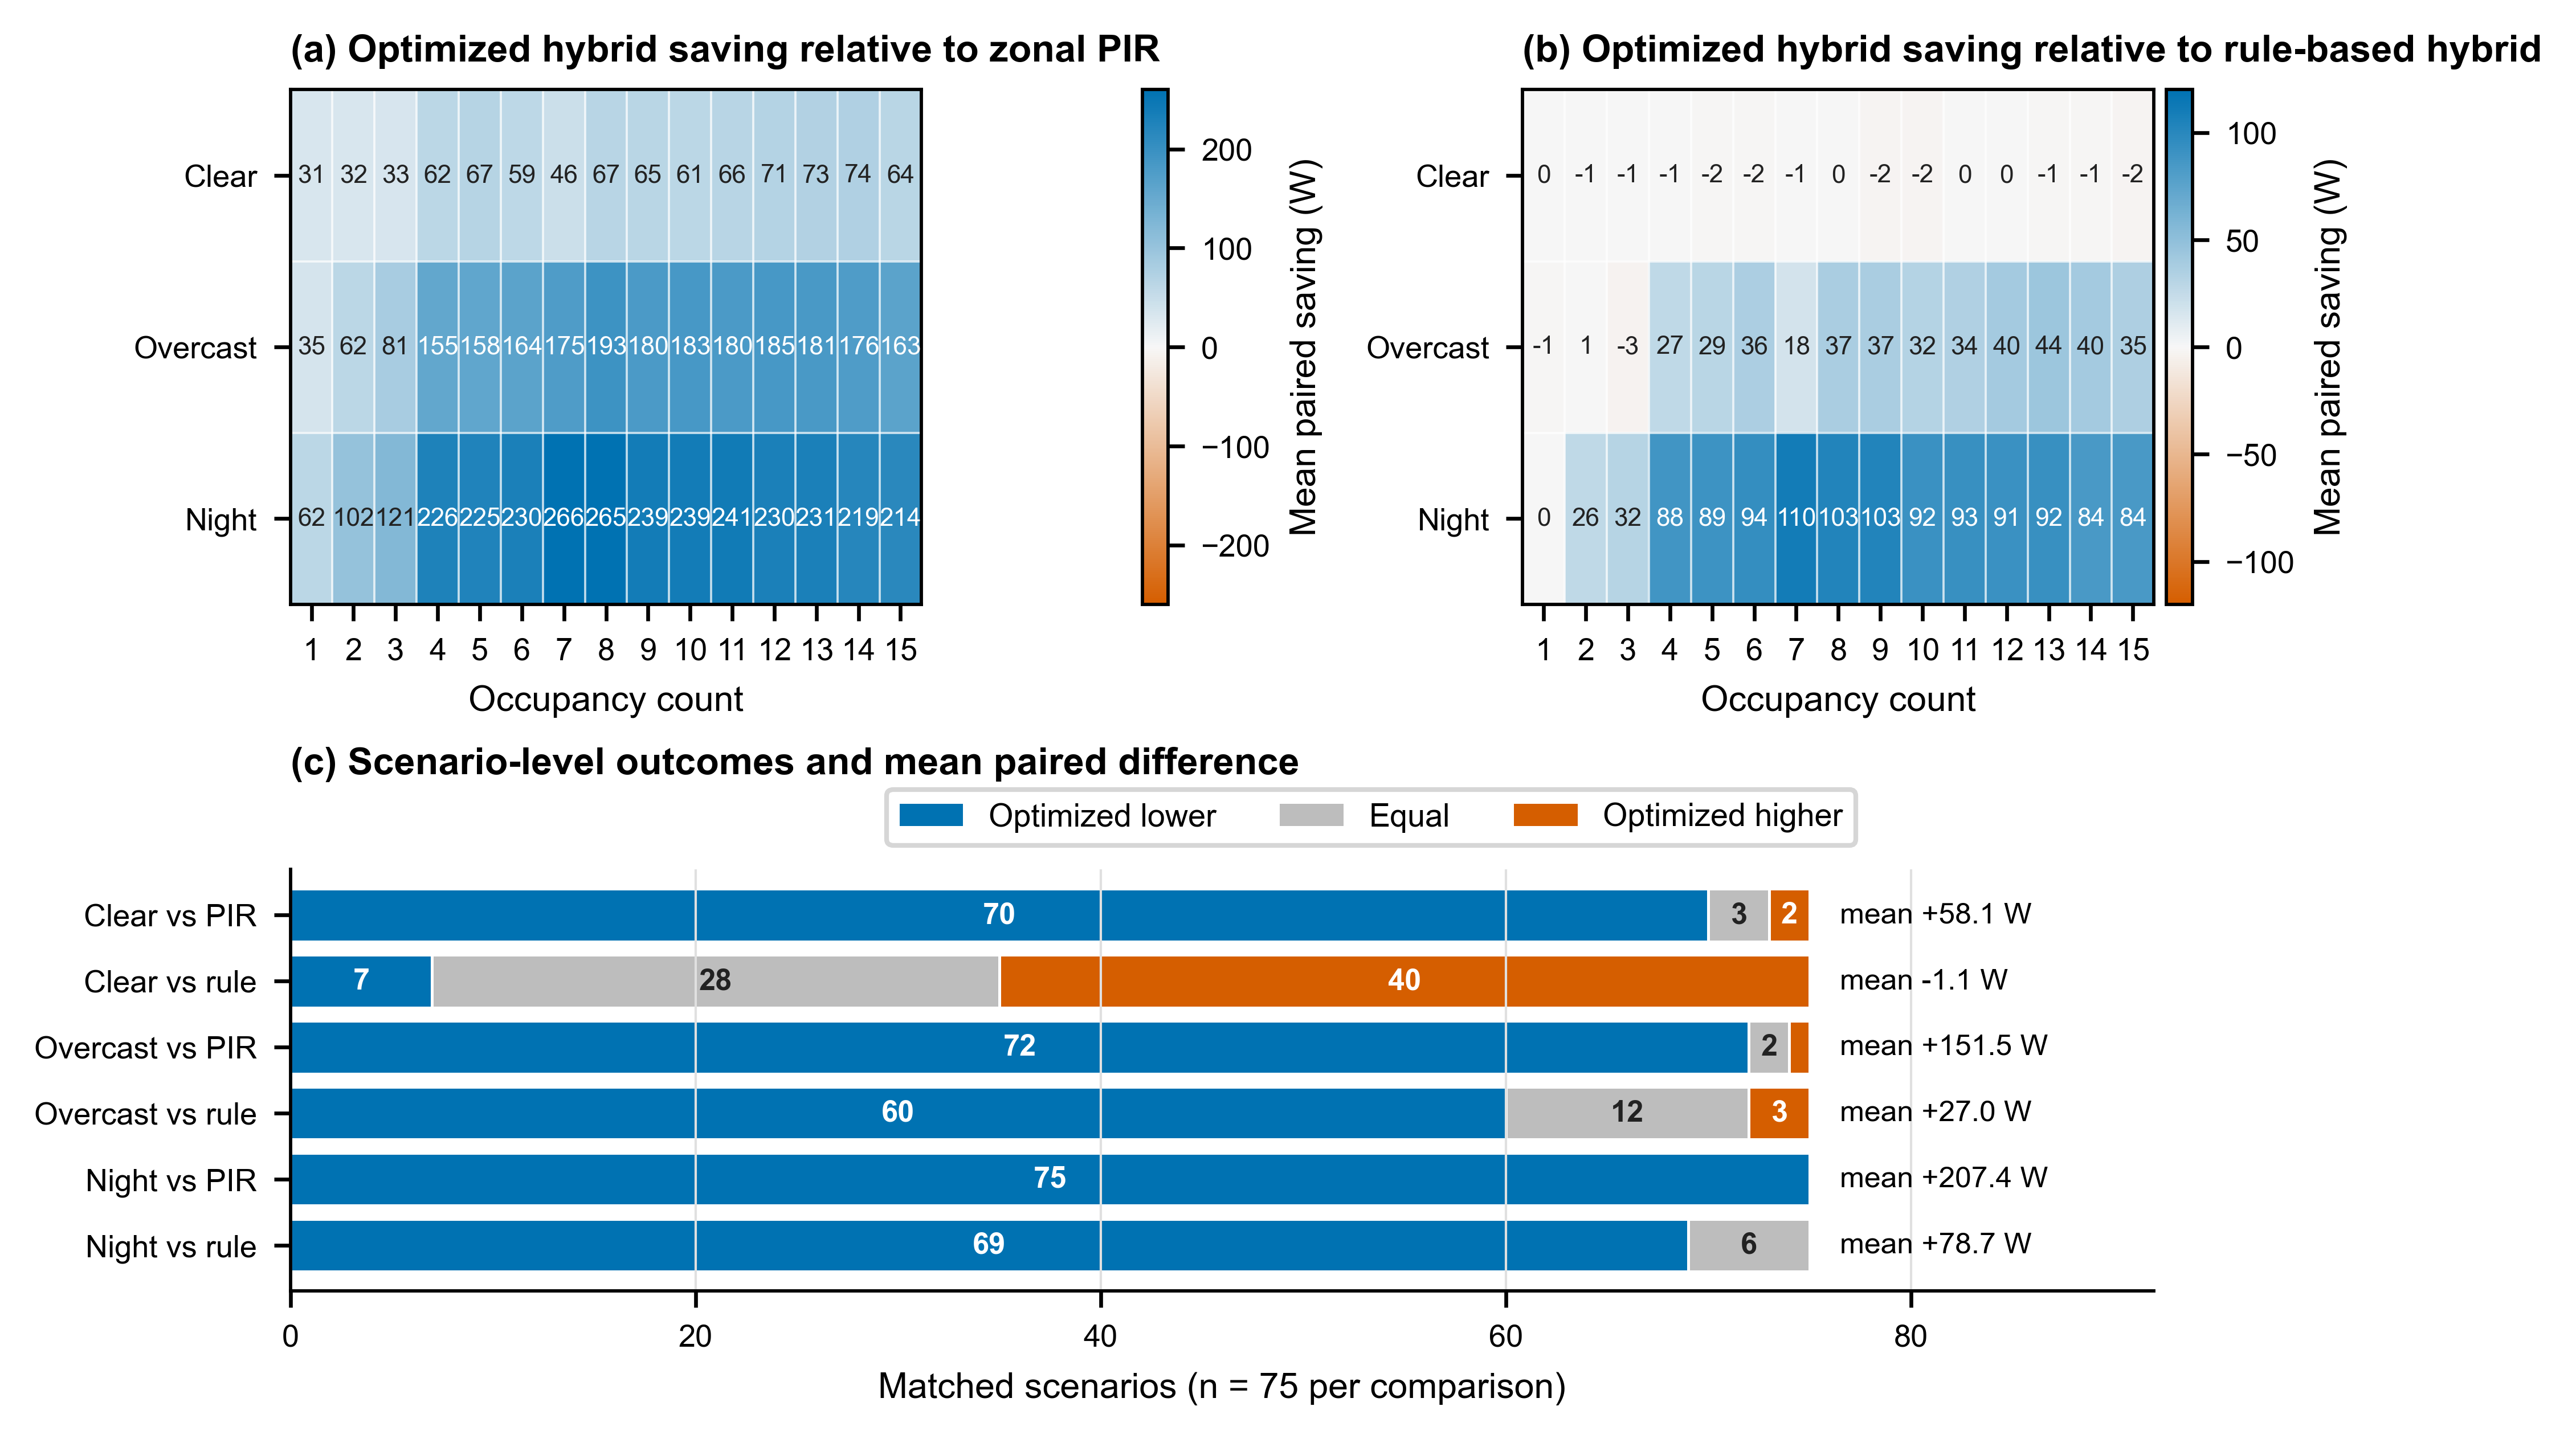 (a) Optimized hybrid saving relative to zonal PIR
Clear
31 32 33 62 67 59 46 67 65 61 66 71 73 74 64
Overcast
35 62 81 155 158 164 175 193 180 183 180 185 181 176 163
Night
62 102 121 226 225 230 266 265 239 239 241 230 231 219 214
1 2 3 4 5 6 7 8 9 10 11 12 13 14 15
Occupancy count
200
100
0
−100
−200
Mean paired saving (W)
(b) Optimized hybrid saving relative to rule-based hybrid
Clear
0 -1 -1 -1 -2 -2 -1 0 -2 -2 0 0 -1 -1 -2
Overcast
-1 1 -3 27 29 36 18 37 37 32 34 40 44 40 35
Night
0 26 32 88 89 94 110 103 103 92 93 91 92 84 84
1 2 3 4 5 6 7 8 9 10 11 12 13 14 15
Occupancy count
100
50
0
−50
−100
Mean paired saving (W)
(c) Scenario-level outcomes and mean paired difference
Optimized lower Equal Optimized higher
Clear vs PIR 70 3 2 mean +58.1 W
Clear vs rule 7 28 40 mean -1.1 W
Overcast vs PIR 72 2 mean +151.5 W
Overcast vs rule 60 12 3 mean +27.0 W
Night vs PIR 75 mean +207.4 W
Night vs rule 69 6 mean +78.7 W
0 20 40 60 80
Matched scenarios (n = 75 per comparison)